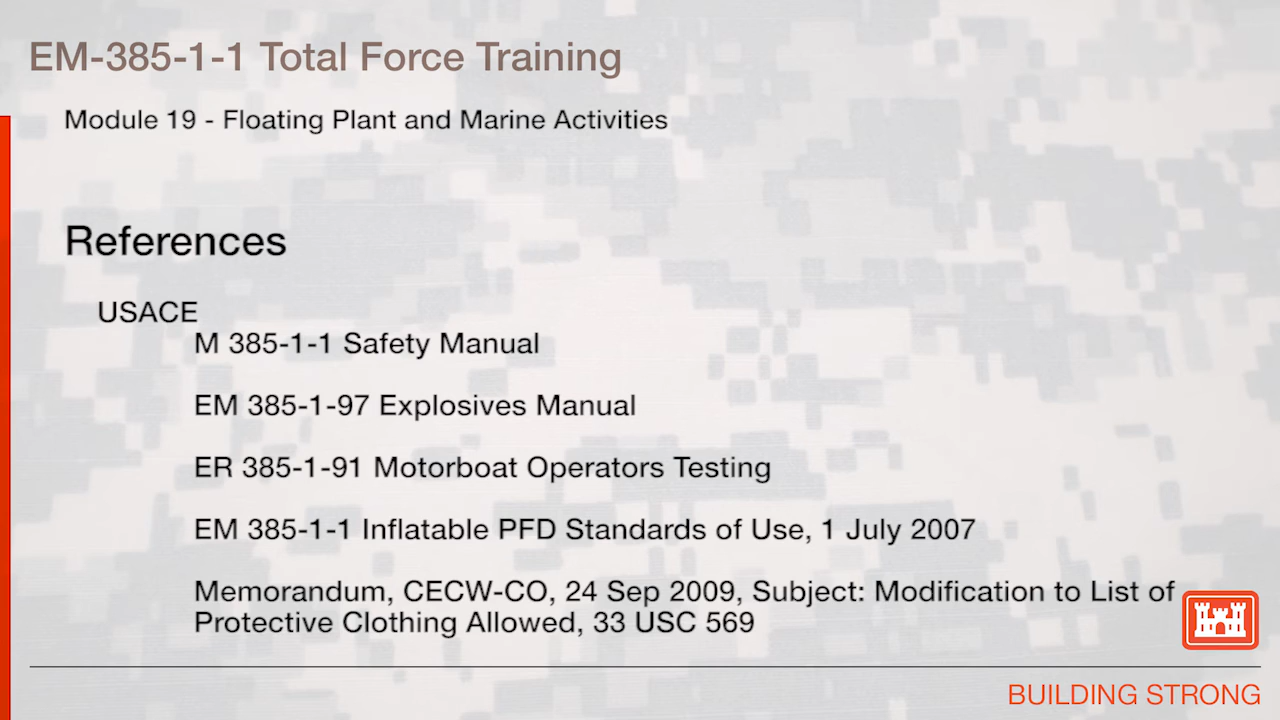 EM-385-1-1 Total Force Training
Module 19 - Floating Plant and Marine Activities
References
USACE
M 385-1-1 Safety Manual
EM 385-1-97 Explosives Manual
ER 385-1-91 Motorboat Operators Testing
EM 385-1-1 Inflatable PFD Standards of Use, 1 July 2007
Memorandum, CECW-CO, 24 Sep 2009, Subject: Modification to List of
Protective Clothing Allowed, 33 USC 569
BUILDING STRONG